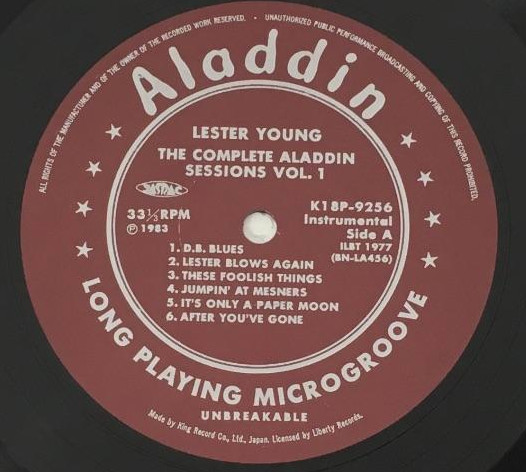 ALL RIGHTS OF THE MANUFACTURER AND OF THE OWNER OF THE RECORDED WORK RESERVED. • UNAUTHORIZED PUBLIC PERFORMANCE BROADCASTING AND COPYING OF THIS RECORD PROHIBITED.
Aladdin
LESTER YOUNG
THE COMPLETE ALADDIN
SESSIONS VOL. 1
JASRAC
K18P-9256
33⅓ RPM
Instrumental
℗ 1983
Side A
ILBT 1977
(BN-LA456)
1. D.B. BLUES
2. LESTER BLOWS AGAIN
3. THESE FOOLISH THINGS
4. JUMPIN' AT MESNERS
5. IT'S ONLY A PAPER MOON
6. AFTER YOU'VE GONE
LONG PLAYING MICROGROOVE
UNBREAKABLE
Made by King Record Co., Ltd., Japan. Licensed by Liberty Records.